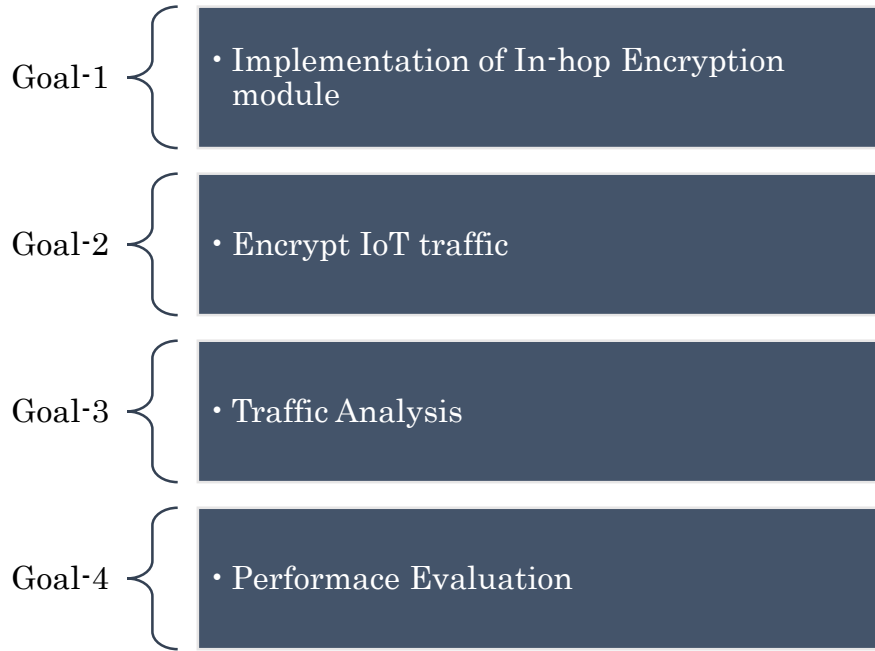 Goal-1
• Implementation of In-hop Encryption
module
Goal-2
• Encrypt IoT traffic
Goal-3
• Traffic Analysis
Goal-4
• Performace Evaluation